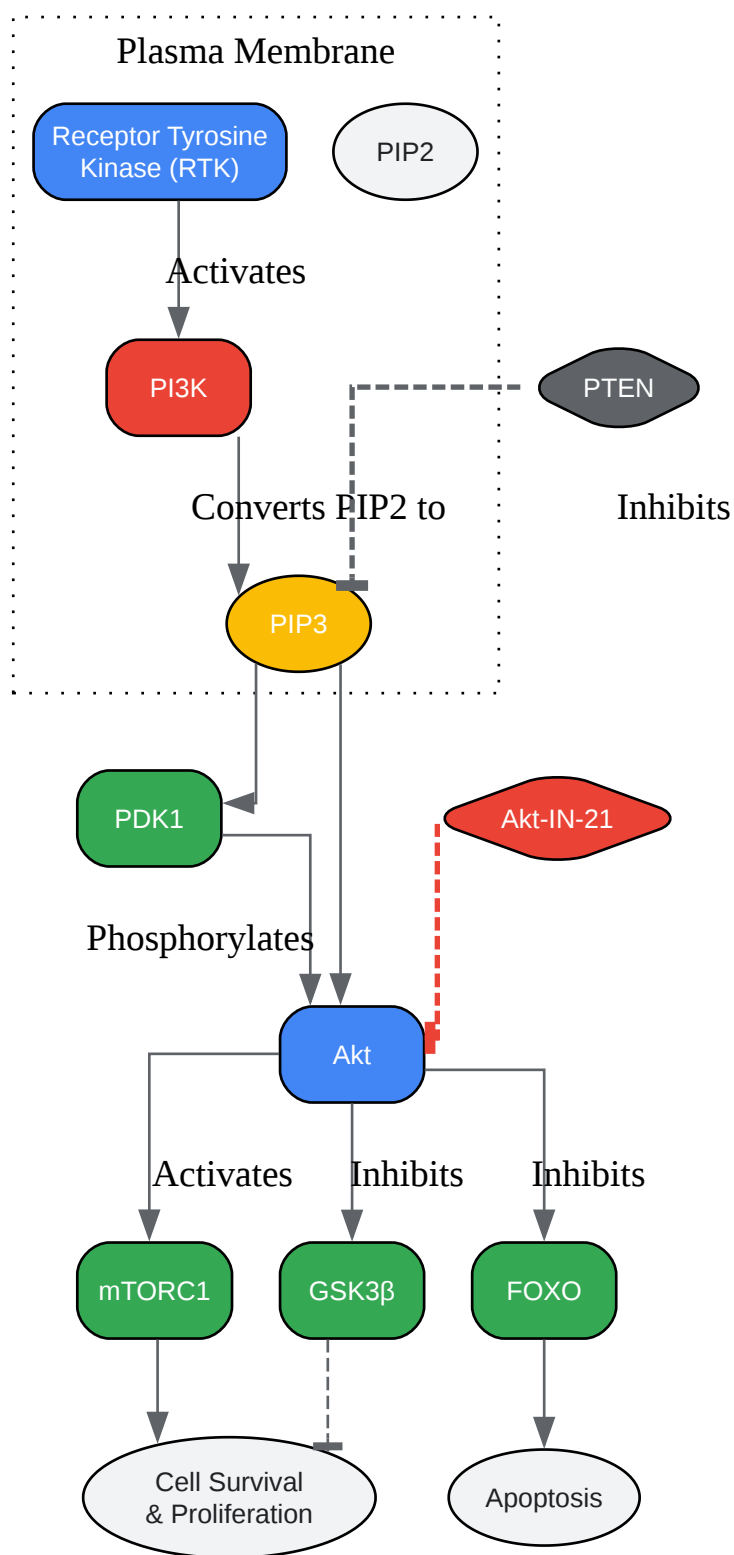 Plasma Membrane
Receptor Tyrosine
Kinase (RTK)
PIP2
Activates
PI3K
PTEN
Converts PIP2 to
Inhibits
PIP3
PDK1
Akt-IN-21
Phosphorylates
Akt
Activates
Inhibits
Inhibits
mTORC1
GSK3β
FOXO
Cell Survival
& Proliferation
Apoptosis